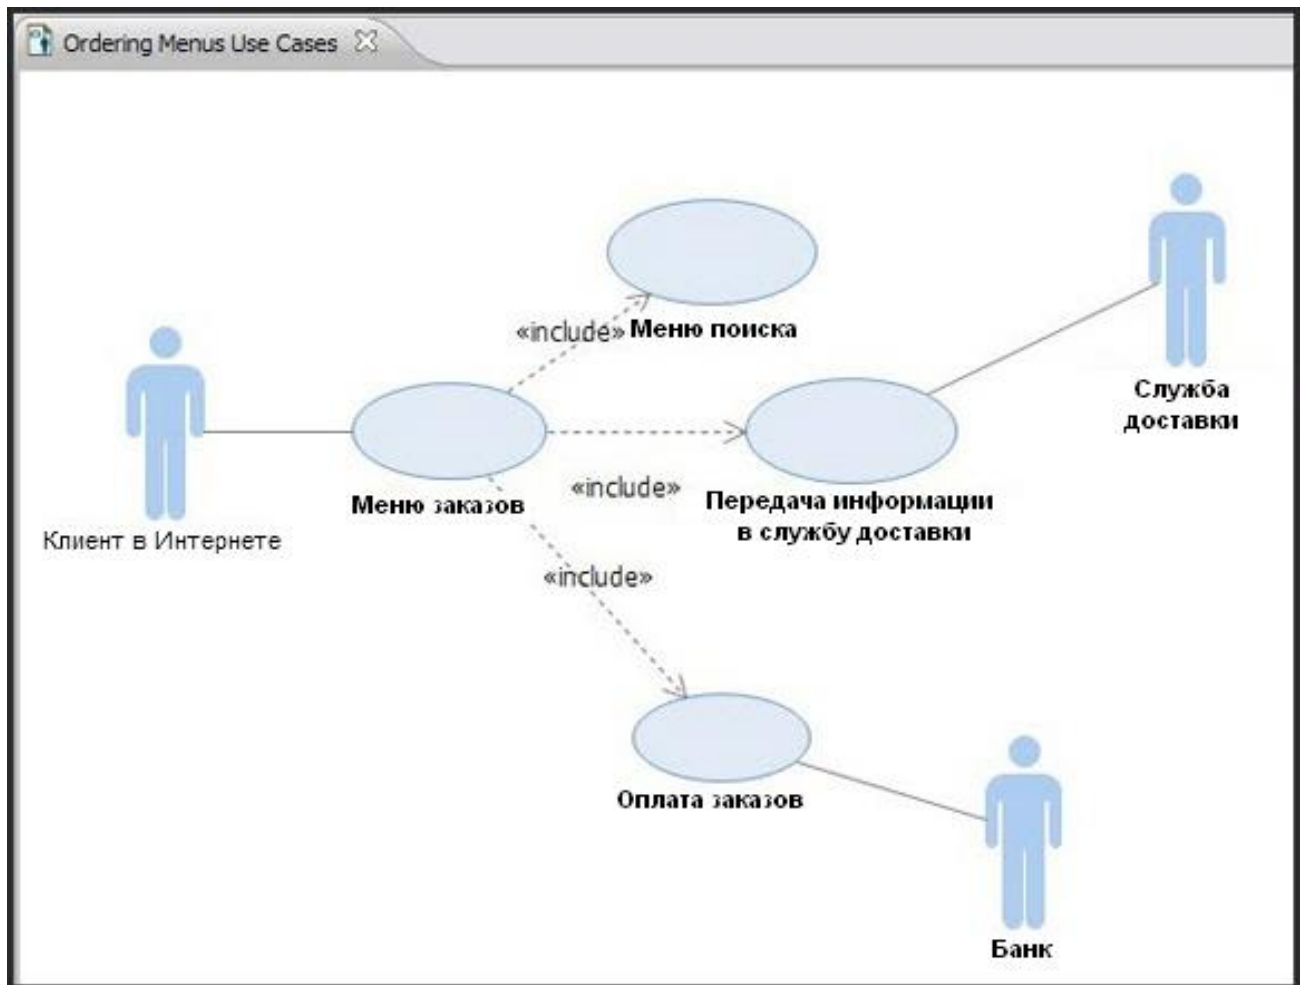 Ordering Menus Use Cases
«include»
Меню поиска
Служба
доставки
Меню заказов
«include»
Передача информации
в службу доставки
Клиент в Интернете
«include»
Оплата заказов
Банк